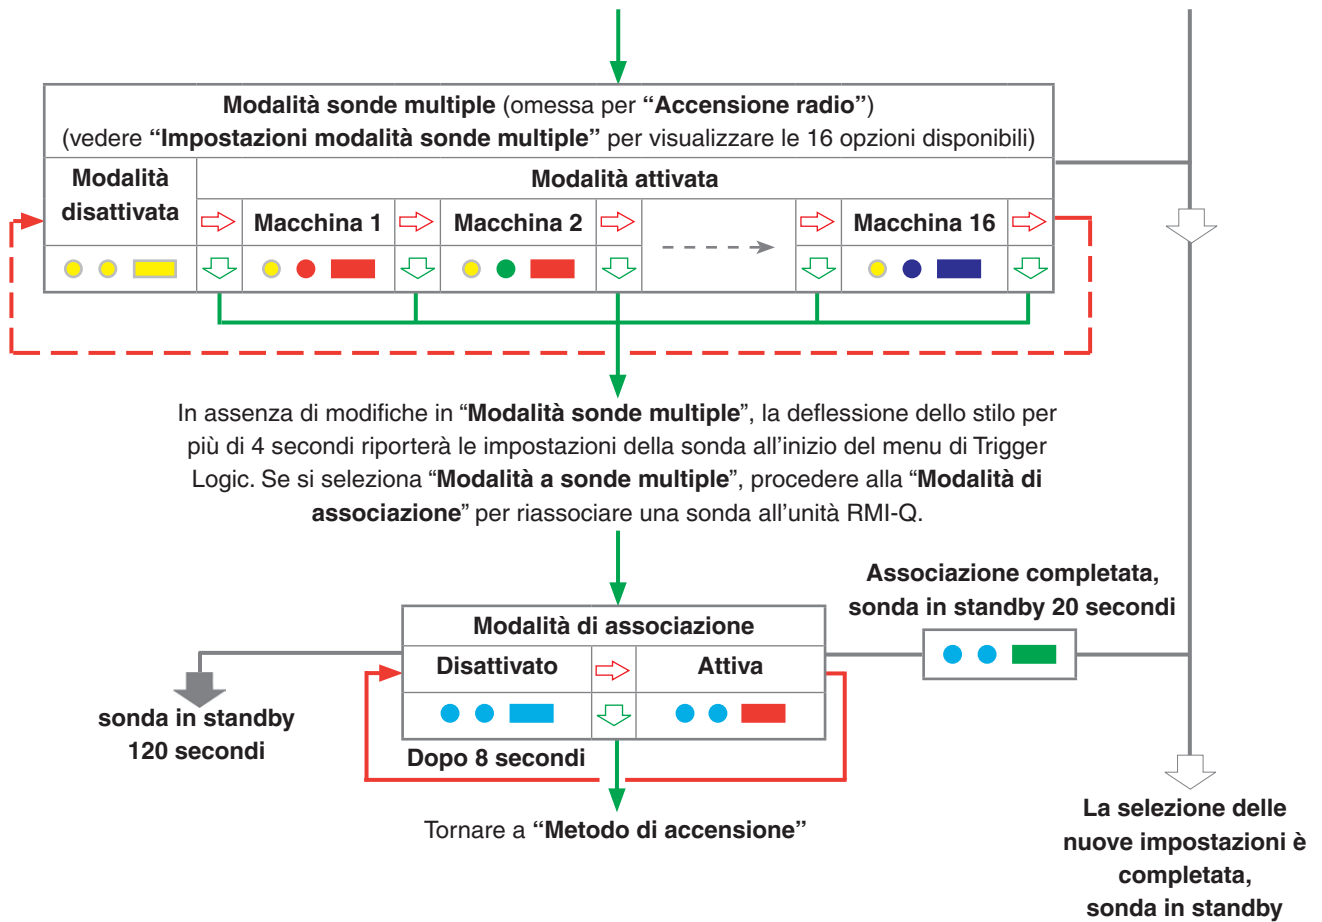 Modalità sonde multiple (omessa per “Accensione radio”)
(vedere “Impostazioni modalità sonde multiple” per visualizzare le 16 opzioni disponibili)
Modalità
disattivata
Modalità attivata
Macchina 1
Macchina 2
Macchina 16
In assenza di modifiche in “Modalità sonde multiple”, la deflessione dello stilo per
più di 4 secondi riporterà le impostazioni della sonda all’inizio del menu di Trigger
Logic. Se si seleziona “Modalità a sonde multiple”, procedere alla “Modalità di
associazione” per riassociare una sonda all’unità RMI-Q.
Associazione completata,
sonda in standby 20 secondi
Modalità di associazione
Disattivato
Attiva
sonda in standby
120 secondi
Dopo 8 secondi
Tornare a “Metodo di accensione”
La selezione delle
nuove impostazioni è
completata,
sonda in standby